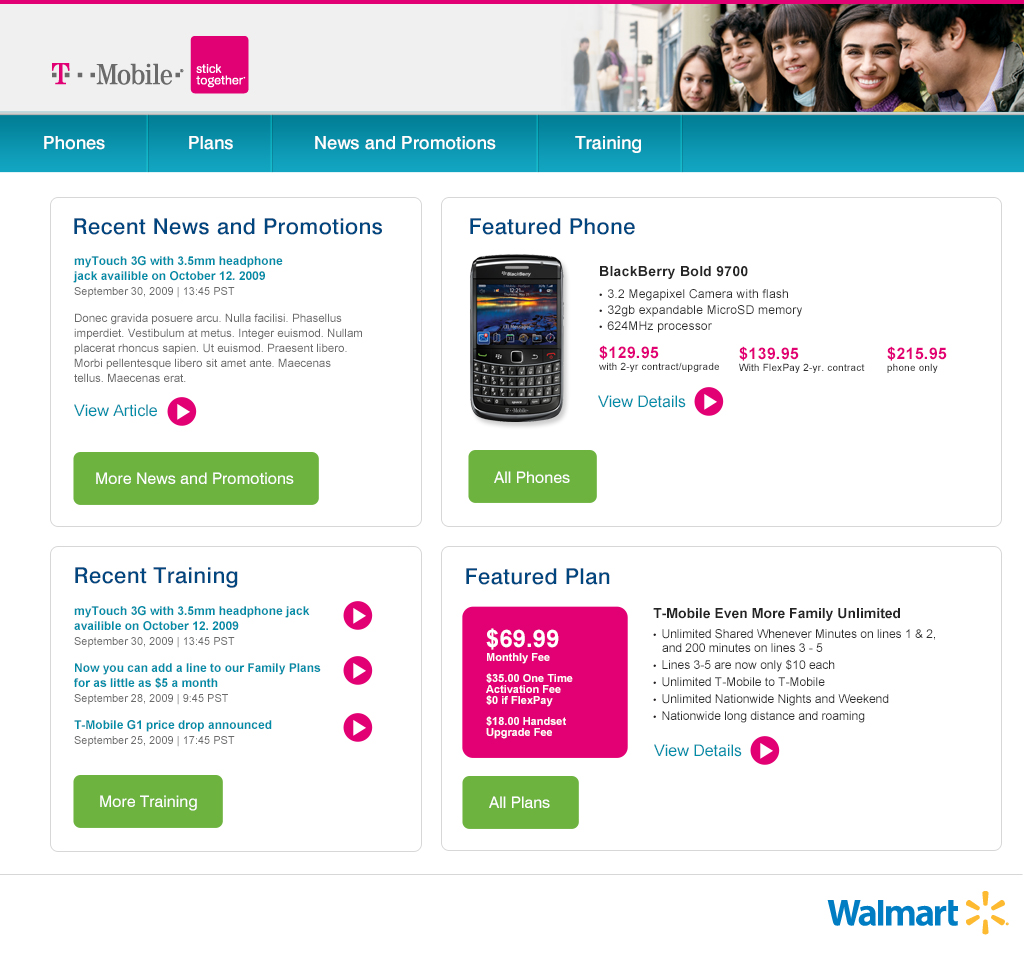 T··Mobile·
stick
together
Phones
Plans
News and Promotions
Training
Recent News and Promotions
myTouch 3G with 3.5mm headphone
jack availible on October 12. 2009
September 30, 2009 | 13:45 PST
Donec gravida posuere arcu. Nulla facilisi. Phasellus
imperdiet. Vestibulum at metus. Integer euismod. Nullam
placerat rhoncus sapien. Ut euismod. Praesent libero.
Morbi pellentesque libero sit amet ante. Maecenas
tellus. Maecenas erat.
View Article
More News and Promotions
Featured Phone
BlackBerry
T··Mobile·
BlackBerry Bold 9700
• 3.2 Megapixel Camera with flash
• 32gb expandable MicroSD memory
• 624MHz processor
$129.95
with 2-yr contract/upgrade
$139.95
With FlexPay 2-yr. contract
$215.95
phone only
View Details
All Phones
Recent Training
myTouch 3G with 3.5mm headphone jack
availible on October 12. 2009
September 30, 2009 | 13:45 PST
Now you can add a line to our Family Plans
for as little as $5 a month
September 28, 2009 | 9:45 PST
T-Mobile G1 price drop announced
September 25, 2009 | 17:45 PST
More Training
Featured Plan
$69.99
Monthly Fee
$35.00 One Time
Activation Fee
$0 if FlexPay
$18.00 Handset
Upgrade Fee
T-Mobile Even More Family Unlimited
• Unlimited Shared Whenever Minutes on lines 1 & 2,
and 200 minutes on lines 3 - 5
• Lines 3-5 are now only $10 each
• Unlimited T-Mobile to T-Mobile
• Unlimited Nationwide Nights and Weekend
• Nationwide long distance and roaming
View Details
All Plans
Walmart